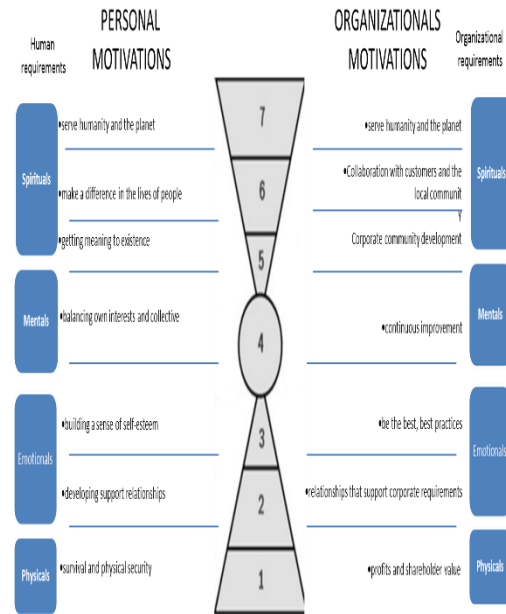 PERSONAL
MOTIVATIONS
ORGANIZATIONALS
MOTIVATIONS
Human
requirements
Organizational
requirements
7
•serve humanity and the planet
•serve humanity and the planet
Spirituals
Spirituals
6
•make a difference in the lives of people
•Collaboration with customers and the
local communit
Y
•getting meaning to existence
Corporate community development
5
Mentals
Mentals
•balancing own interests and collective
4
•continuous improvement
Emotionals
Emotionals
•building a sense of self-esteem
3
•be the best, best practices
•developing support relationships
2
•relationships that support corporate requirements
Physicals
Physicals
•survival and physical security
1
•profits and shareholder value